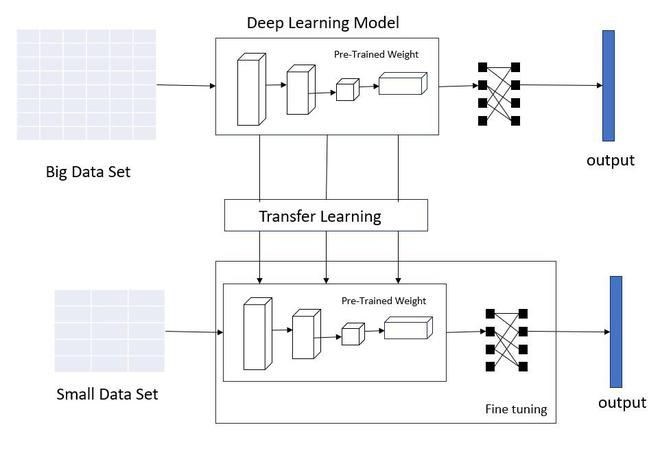 Deep Learning Model
Pre-Trained Weight
Big Data Set
output
Transfer Learning
Pre-Trained Weight
Small Data Set
output
Fine tuning